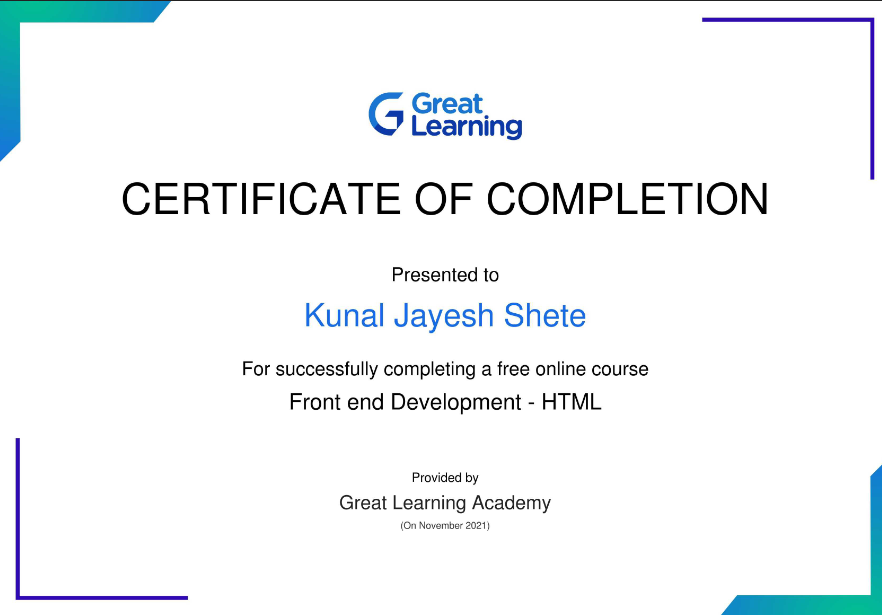 Great
Learning
CERTIFICATE OF COMPLETION
Presented to
Kunal Jayesh Shete
For successfully completing a free online course
Front end Development - HTML
Provided by
Great Learning Academy
(On November 2021)